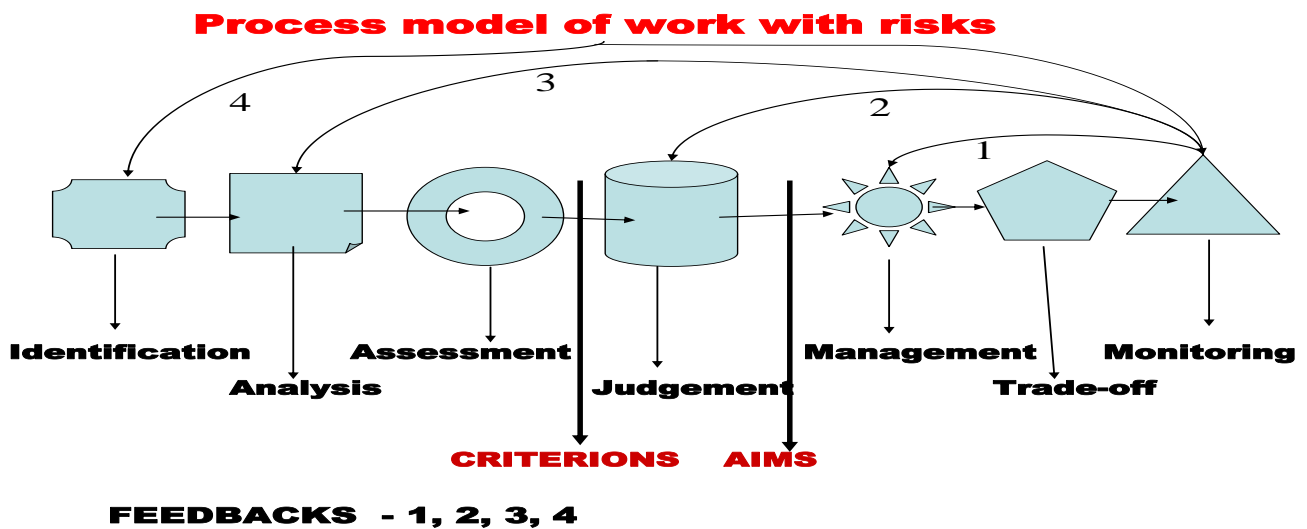 Process model of work with risks
4
3
2
1
Identification
Assessment
Management
Monitoring
Analysis
Judgement
Trade-off
CRITERIONS
AIMS
FEEDBACKS - 1, 2, 3, 4